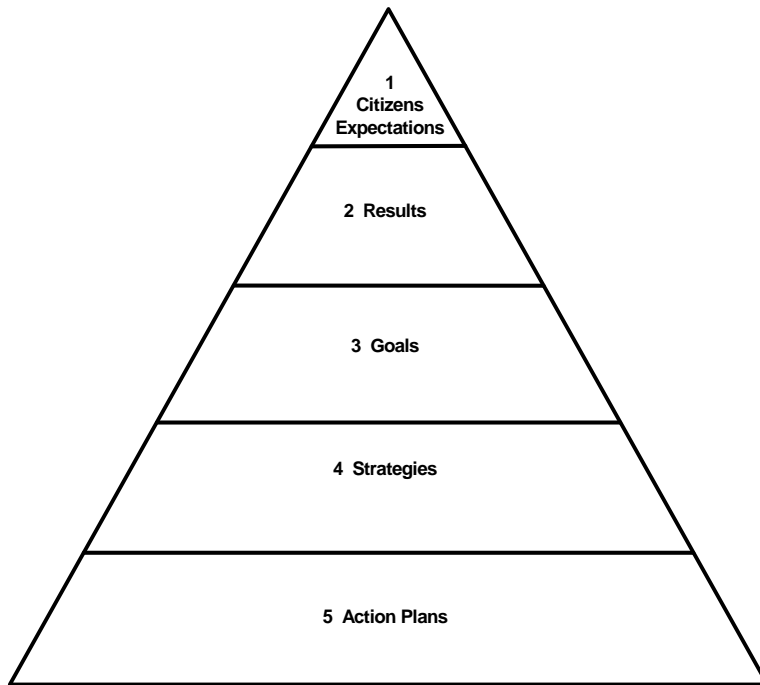 1
Citizens
Expectations
2 Results
3 Goals
4 Strategies
5 Action Plans